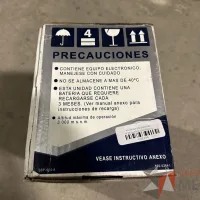 4
PRECAUCIONES
• CONTIENE EQUIPO ELECTRONICO,
MANEJESE CON CUIDADO
• NO SE ALMACENE A MAS DE 40°C
• ESTA UNIDAD CONTIENE UNA
BATERIA QUE REQUIERE
RECARGARSE CADA
3 MESES. (Ver manual anexo para
instrucciones de recarga)
• Altitud máxima de operación
VEASE INSTRUCTIVO ANEXO